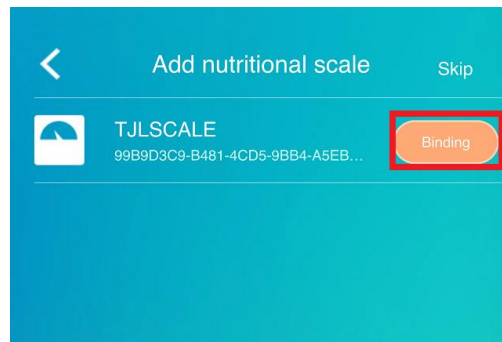 Add nutritional scale
Skip
TJLSCALE
99B9D3C9-B481-4CD5-9BB4-A5EB...
Binding